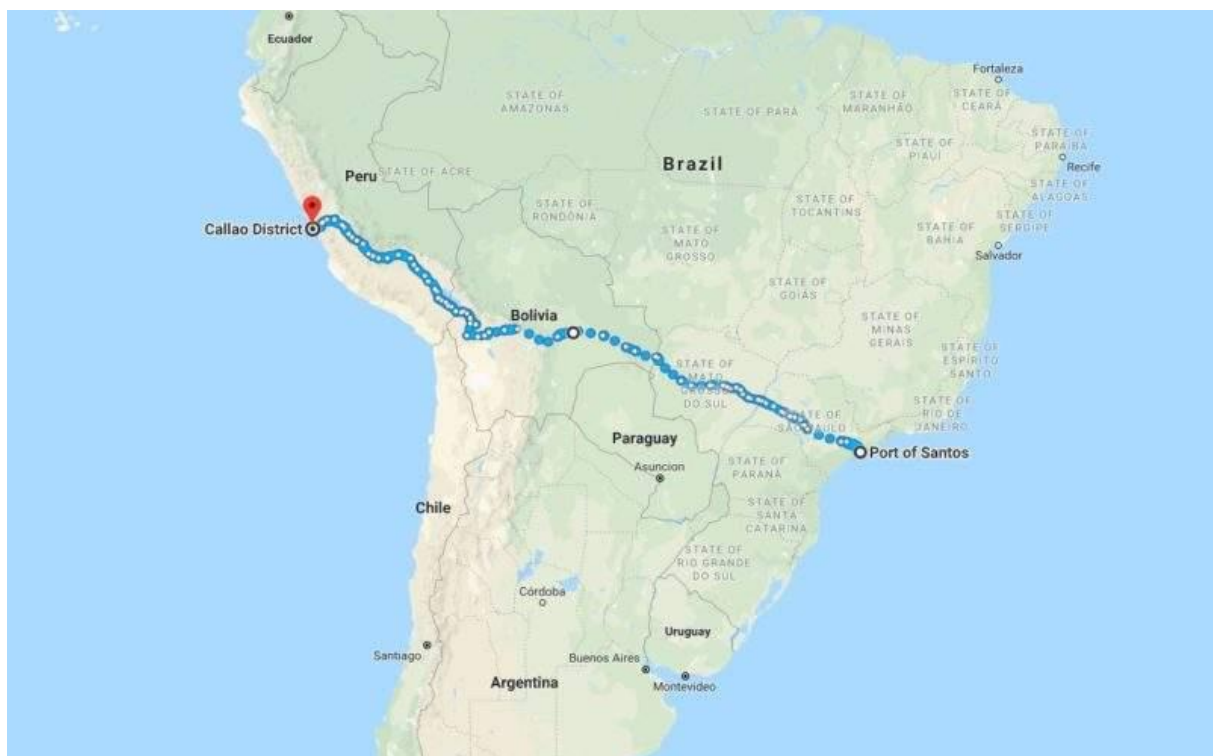 Ecuador
Fortaleza
STATE OF
AMAZONAS
STATE OF PARÁ
STATE OF
MARANHÃO
STATE OF
CEARÁ
STATE OF
PARAÍBA
STATE OF
PIAUÍ
Recife
Brazil
Peru
STATE OF ACRE
STATE OF
ALAGOAS
STATE OF
RONDÔNIA
STATE OF
TOCANTINS
STATE OF
SERGIPE
Callao District
STATE OF
MATO
GROSSO
STATE OF
BAHIA
Salvador
STATE OF
GOIÁS
Bolivia
STATE OF
MINAS
GERAIS
STATE OF
ESPÍRITO
SANTO
STATE OF
MATO
GROSSO
DO SUL
STATE OF
RIO DE
JANEIRO
STATE OF
SÃO PAULO
Paraguay
Port of Santos
Asuncion
STATE OF
PARANÁ
Chile
STATE OF
SANTA
CATARINA
STATE OF
RIO GRANDE
DO SUL
Córdoba
Uruguay
Santiago
Buenos Aires
Montevideo
Argentina